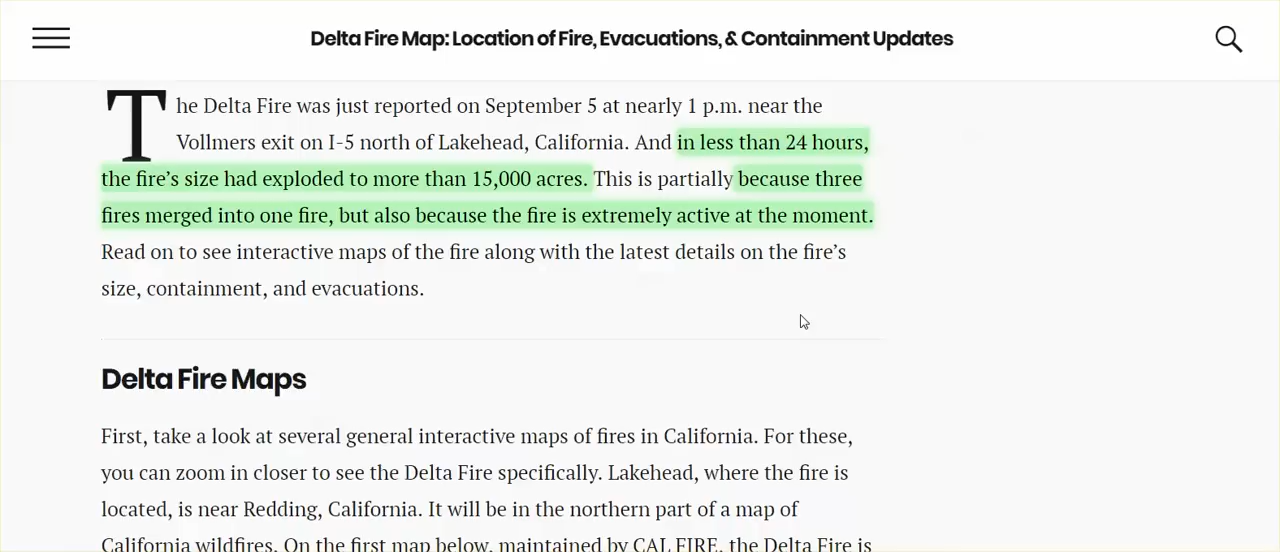 Delta Fire Map: Location of Fire, Evacuations, & Containment Updates
The Delta Fire was just reported on September 5 at nearly 1 p.m. near the
Vollmers exit on I-5 north of Lakehead, California. And in less than 24 hours,
the fire’s size had exploded to more than 15,000 acres. This is partially because three
fires merged into one fire, but also because the fire is extremely active at the moment.
Read on to see interactive maps of the fire along with the latest details on the fire’s
size, containment, and evacuations.
Delta Fire Maps
First, take a look at several general interactive maps of fires in California. For these,
you can zoom in closer to see the Delta Fire specifically. Lakehead, where the fire is
located, is near Redding, California. It will be in the northern part of a map of
California wildfires. On the first map below, maintained by CAL FIRE, the Delta Fire is